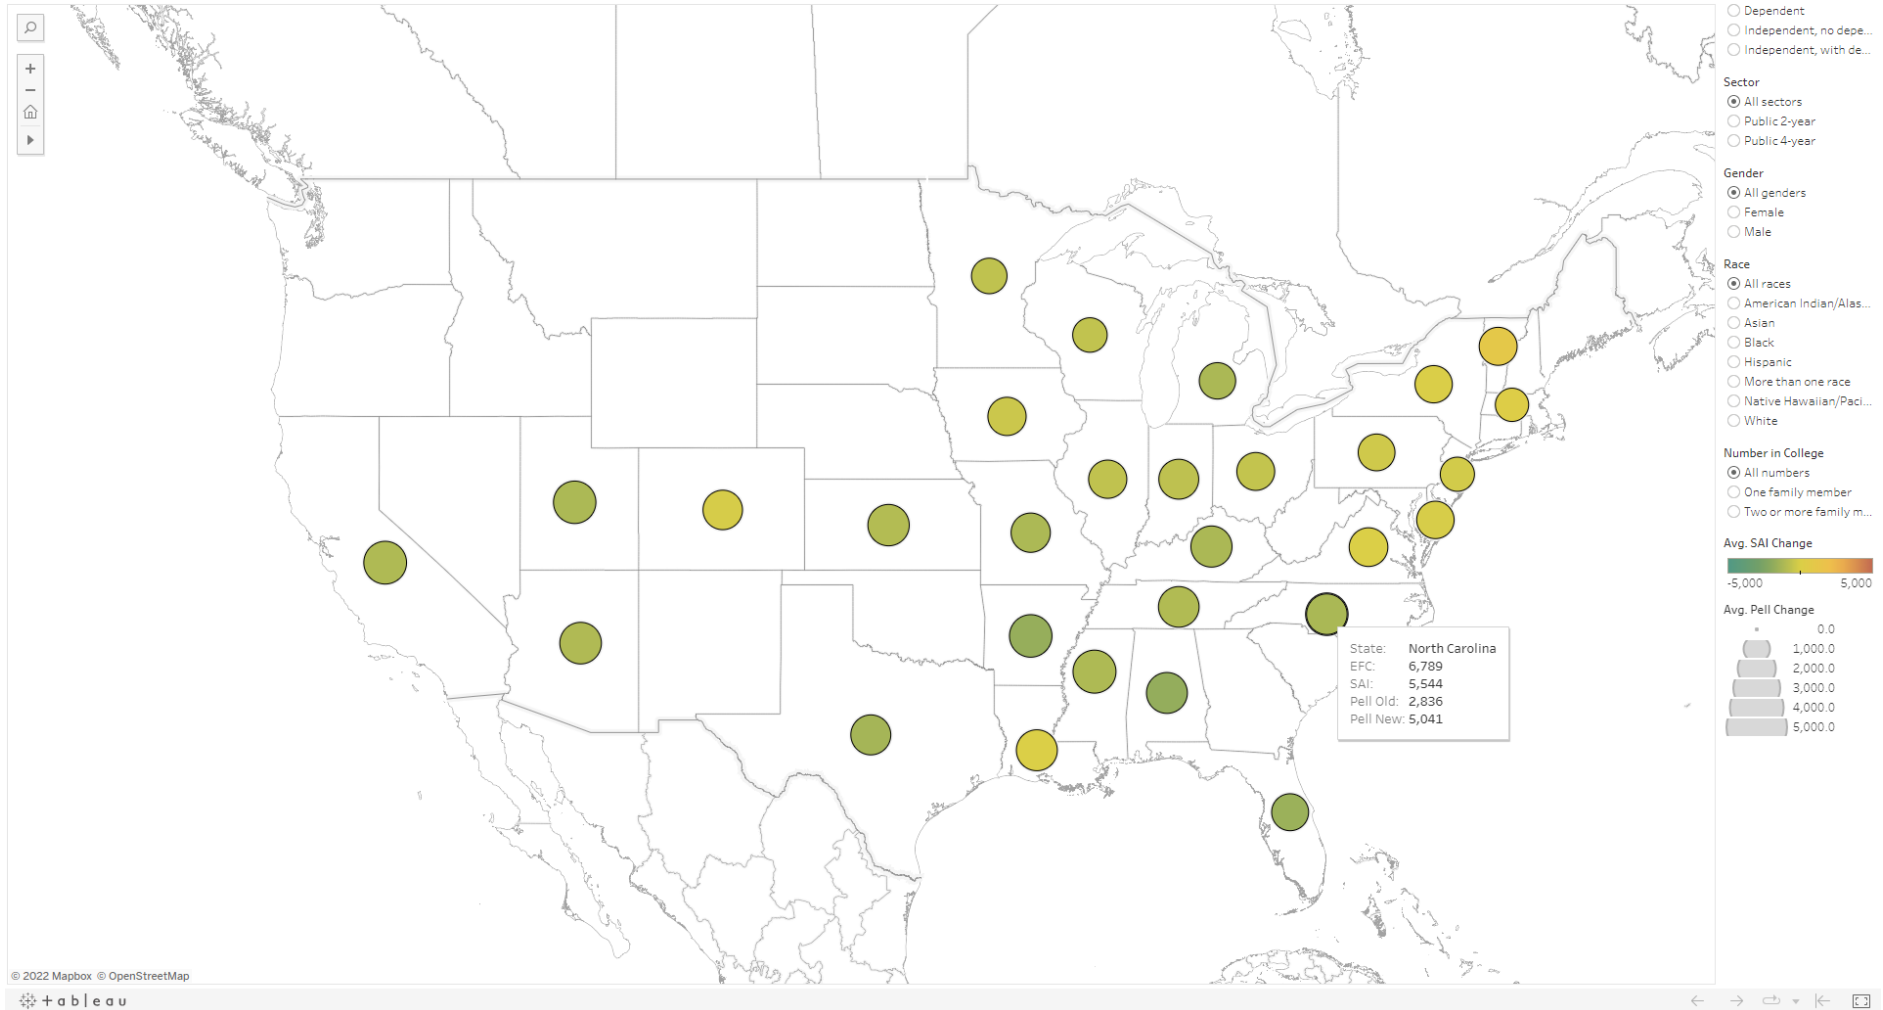 Dependent
Independent, no depe...
Independent, with de...
Sector
All sectors
Public 2-year
Public 4-year
Gender
All genders
Female
Male
Race
All races
American Indian/Alas...
Asian
Black
Hispanic
More than one race
Native Hawaiian/Paci...
White
Number in College
All numbers
One family member
Two or more family m...
Avg. SAI Change
-5,000 5,000
Avg. Pell Change
0.0
1,000.0
2,000.0
3,000.0
4,000.0
5,000.0
State: North Carolina
EFC: 6,789
SAI: 5,544
Pell Old: 2,836
Pell New: 5,041
© 2022 Mapbox © OpenStreetMap
+ableau